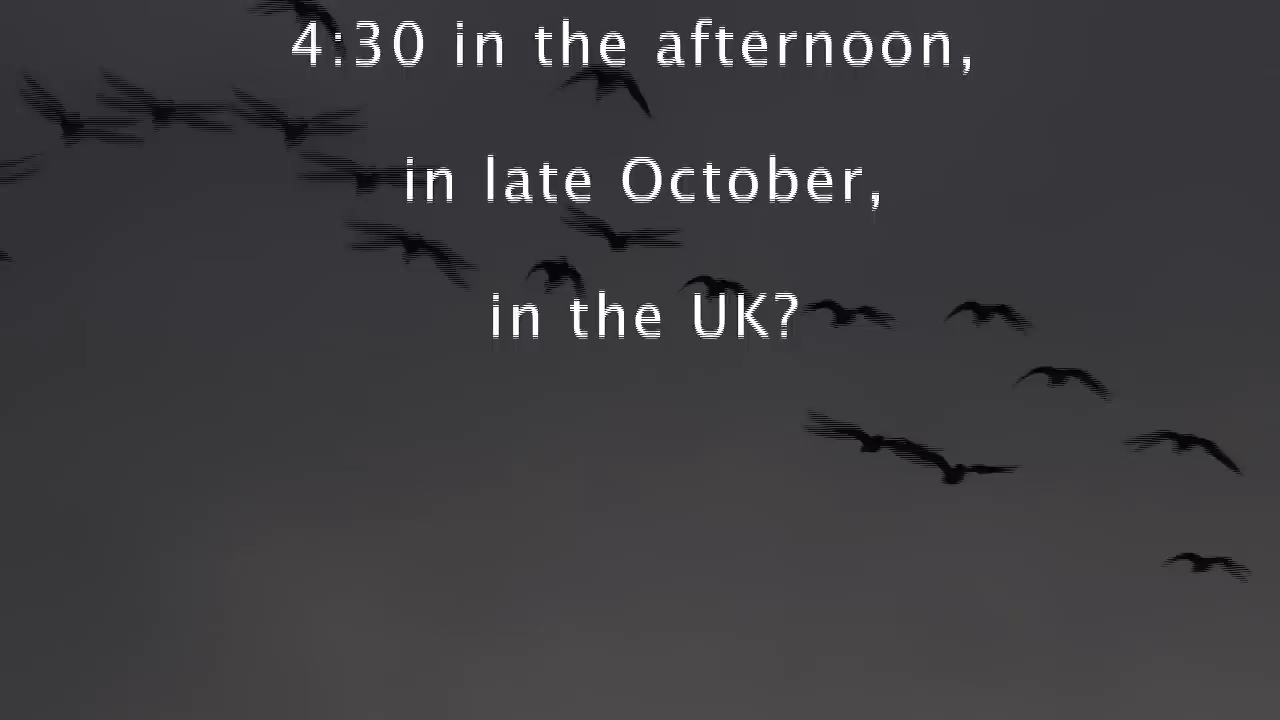 4:30 in the afternoon,
in late October,
in the UK?